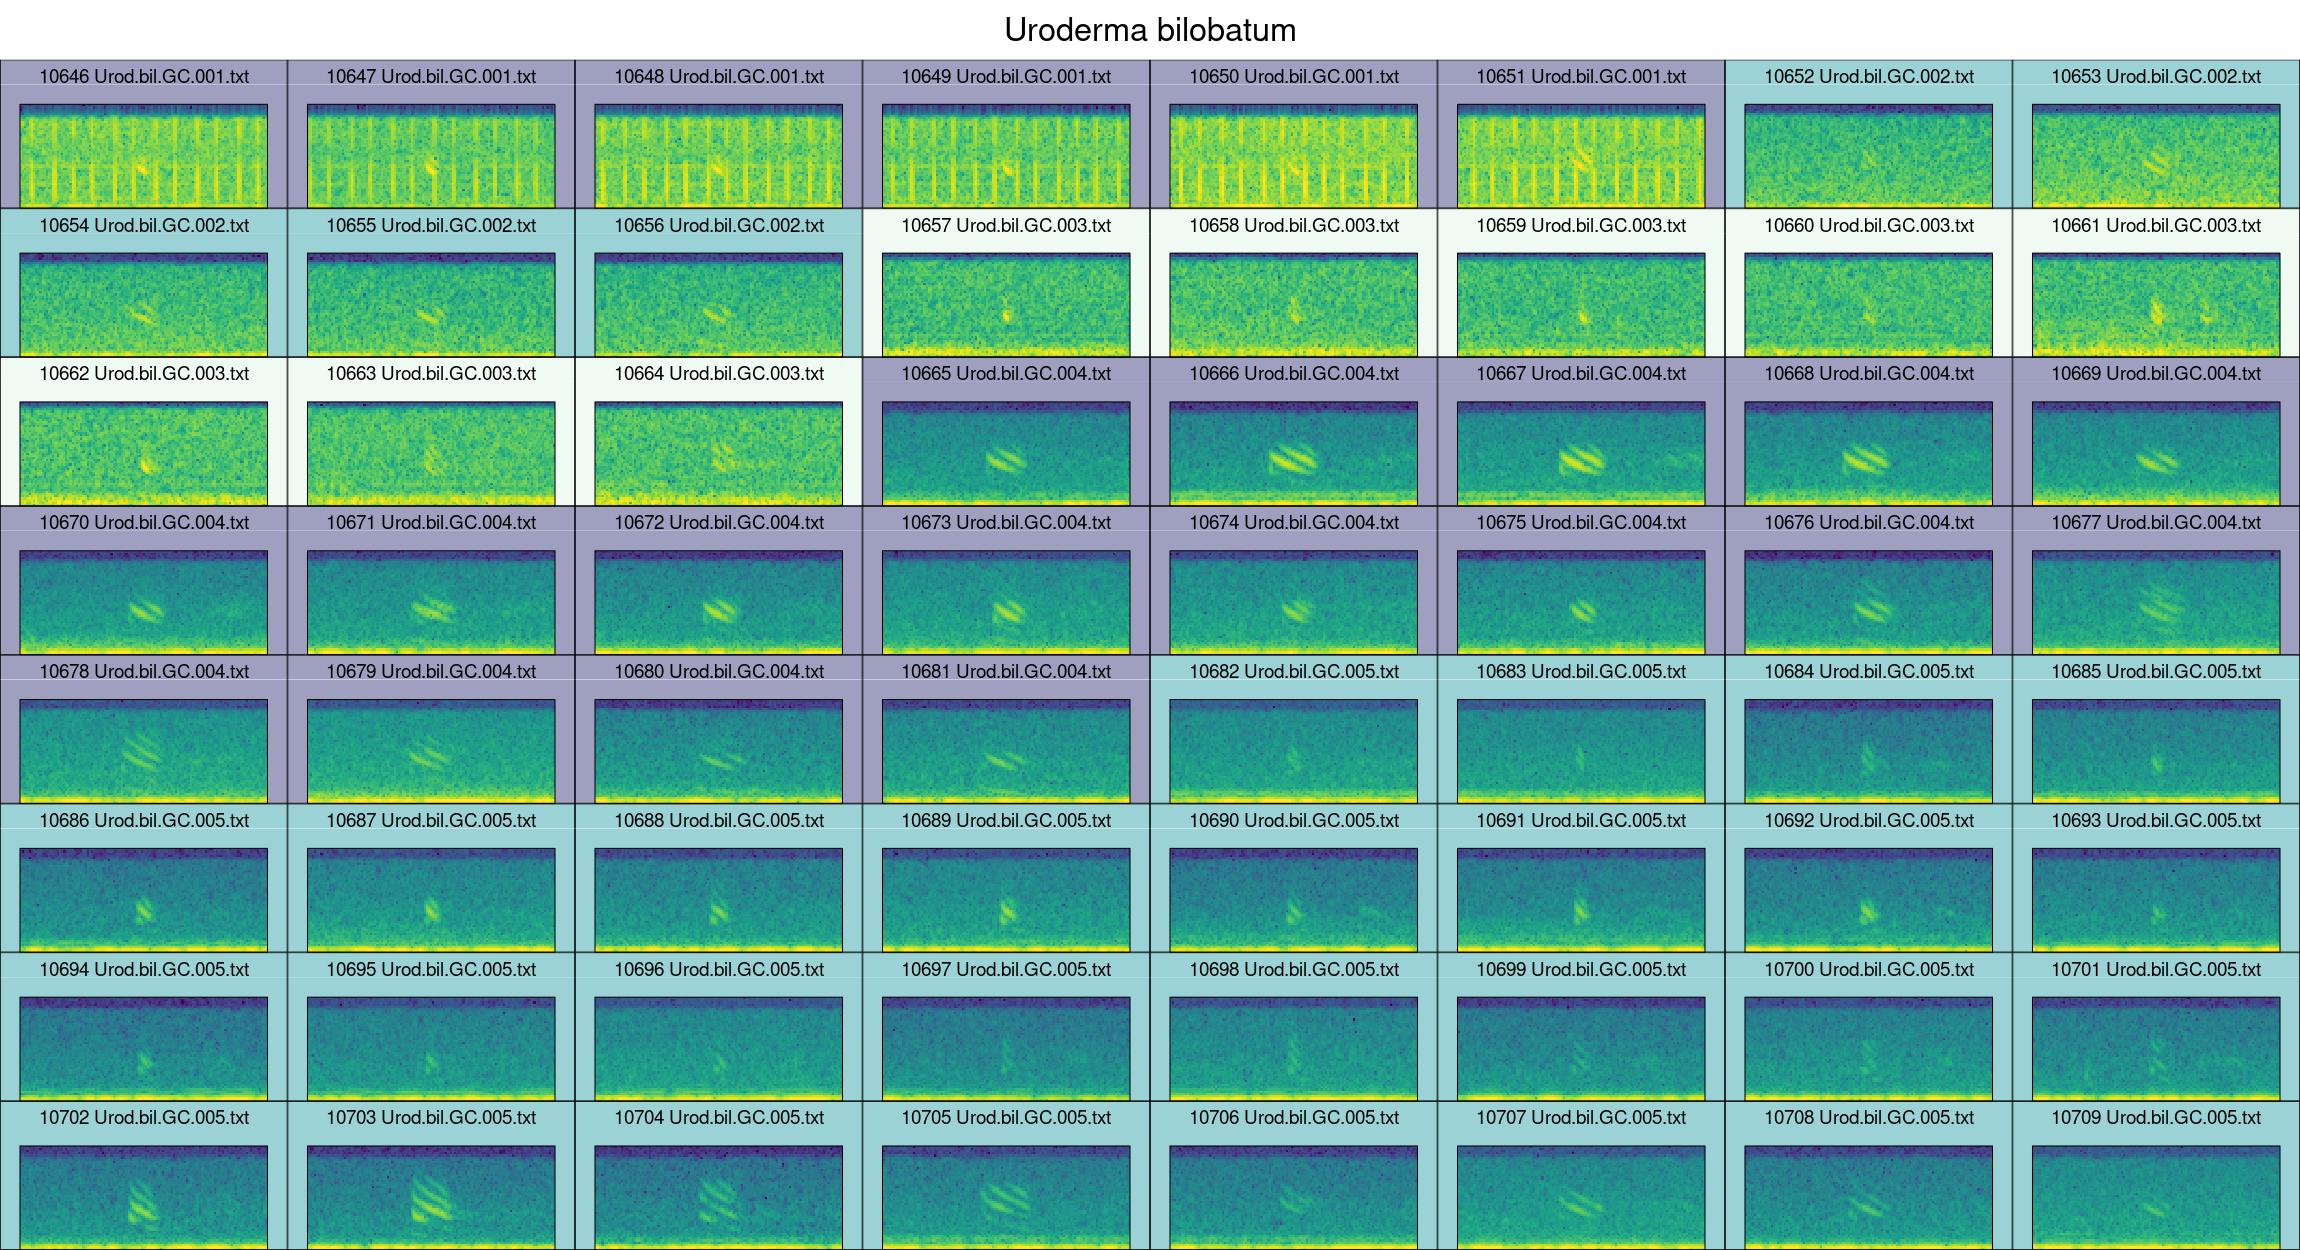 Uroderma bilobatum
10646 Urod.bil.GC.001.txt 10647 Urod.bil.GC.001.txt 10648 Urod.bil.GC.001.txt 10649 Urod.bil.GC.001.txt 10650 Urod.bil.GC.001.txt 10651 Urod.bil.GC.001.txt 10652 Urod.bil.GC.002.txt 10653 Urod.bil.GC.002.txt
10654 Urod.bil.GC.002.txt 10655 Urod.bil.GC.002.txt 10656 Urod.bil.GC.002.txt 10657 Urod.bil.GC.003.txt 10658 Urod.bil.GC.003.txt 10659 Urod.bil.GC.003.txt 10660 Urod.bil.GC.003.txt 10661 Urod.bil.GC.003.txt
10662 Urod.bil.GC.003.txt 10663 Urod.bil.GC.003.txt 10664 Urod.bil.GC.003.txt 10665 Urod.bil.GC.004.txt 10666 Urod.bil.GC.004.txt 10667 Urod.bil.GC.004.txt 10668 Urod.bil.GC.004.txt 10669 Urod.bil.GC.004.txt
10670 Urod.bil.GC.004.txt 10671 Urod.bil.GC.004.txt 10672 Urod.bil.GC.004.txt 10673 Urod.bil.GC.004.txt 10674 Urod.bil.GC.004.txt 10675 Urod.bil.GC.004.txt 10676 Urod.bil.GC.004.txt 10677 Urod.bil.GC.004.txt
10678 Urod.bil.GC.004.txt 10679 Urod.bil.GC.004.txt 10680 Urod.bil.GC.004.txt 10681 Urod.bil.GC.004.txt 10682 Urod.bil.GC.005.txt 10683 Urod.bil.GC.005.txt 10684 Urod.bil.GC.005.txt 10685 Urod.bil.GC.005.txt
10686 Urod.bil.GC.005.txt 10687 Urod.bil.GC.005.txt 10688 Urod.bil.GC.005.txt 10689 Urod.bil.GC.005.txt 10690 Urod.bil.GC.005.txt 10691 Urod.bil.GC.005.txt 10692 Urod.bil.GC.005.txt 10693 Urod.bil.GC.005.txt
10694 Urod.bil.GC.005.txt 10695 Urod.bil.GC.005.txt 10696 Urod.bil.GC.005.txt 10697 Urod.bil.GC.005.txt 10698 Urod.bil.GC.005.txt 10699 Urod.bil.GC.005.txt 10700 Urod.bil.GC.005.txt 10701 Urod.bil.GC.005.txt
10702 Urod.bil.GC.005.txt 10703 Urod.bil.GC.005.txt 10704 Urod.bil.GC.005.txt 10705 Urod.bil.GC.005.txt 10706 Urod.bil.GC.005.txt 10707 Urod.bil.GC.005.txt 10708 Urod.bil.GC.005.txt 10709 Urod.bil.GC.005.txt